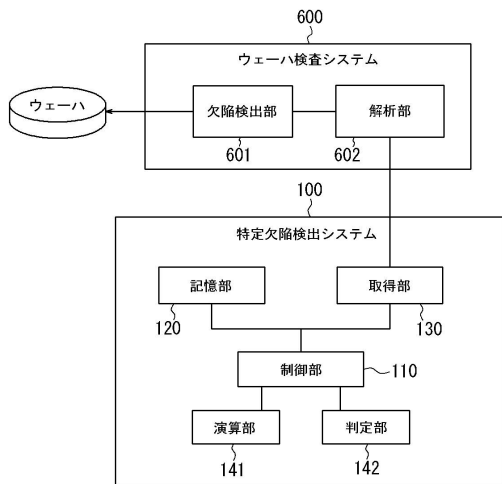 600
ウェーハ検査システム
ウェーハ
欠陥検出部
解析部
601
602
100
特定欠陥検出システム
記憶部
取得部
120
130
制御部
110
演算部
判定部
141
142